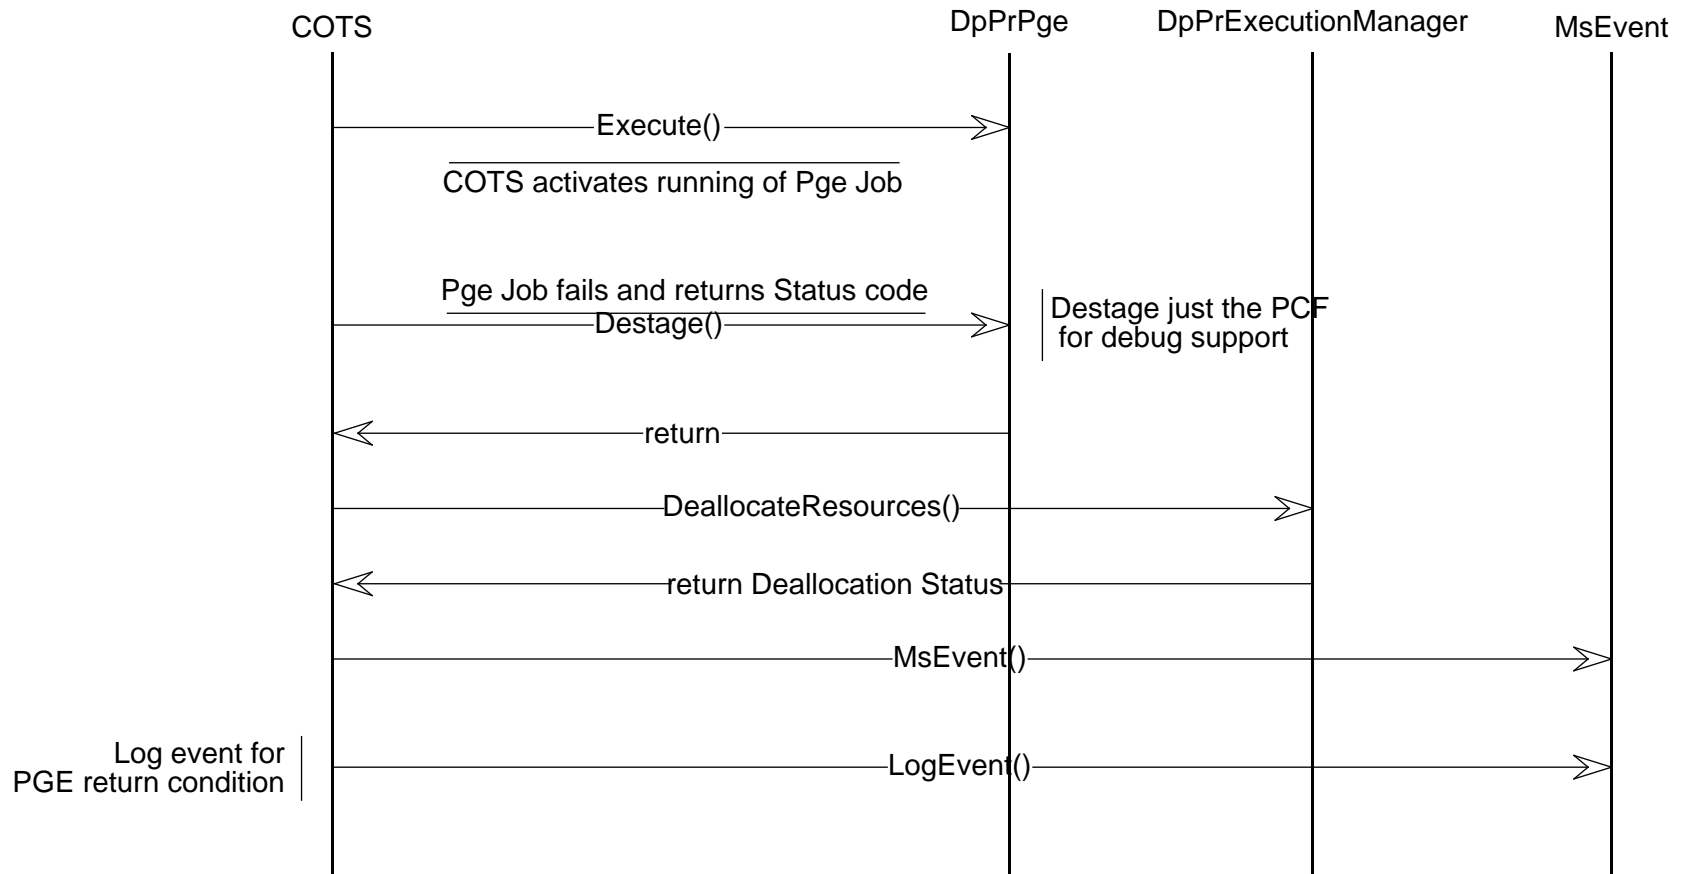 COTS
DpPrPge
DpPrExecutionManager
MsEvent
Execute()
COTS activates running of Pge Job
Pge Job fails and returns Status code
Destage()
Destage just the PCF
for debug support
return
DeallocateResources()
return Deallocation Status
MsEvent()
Log event for
PGE return condition
LogEvent()